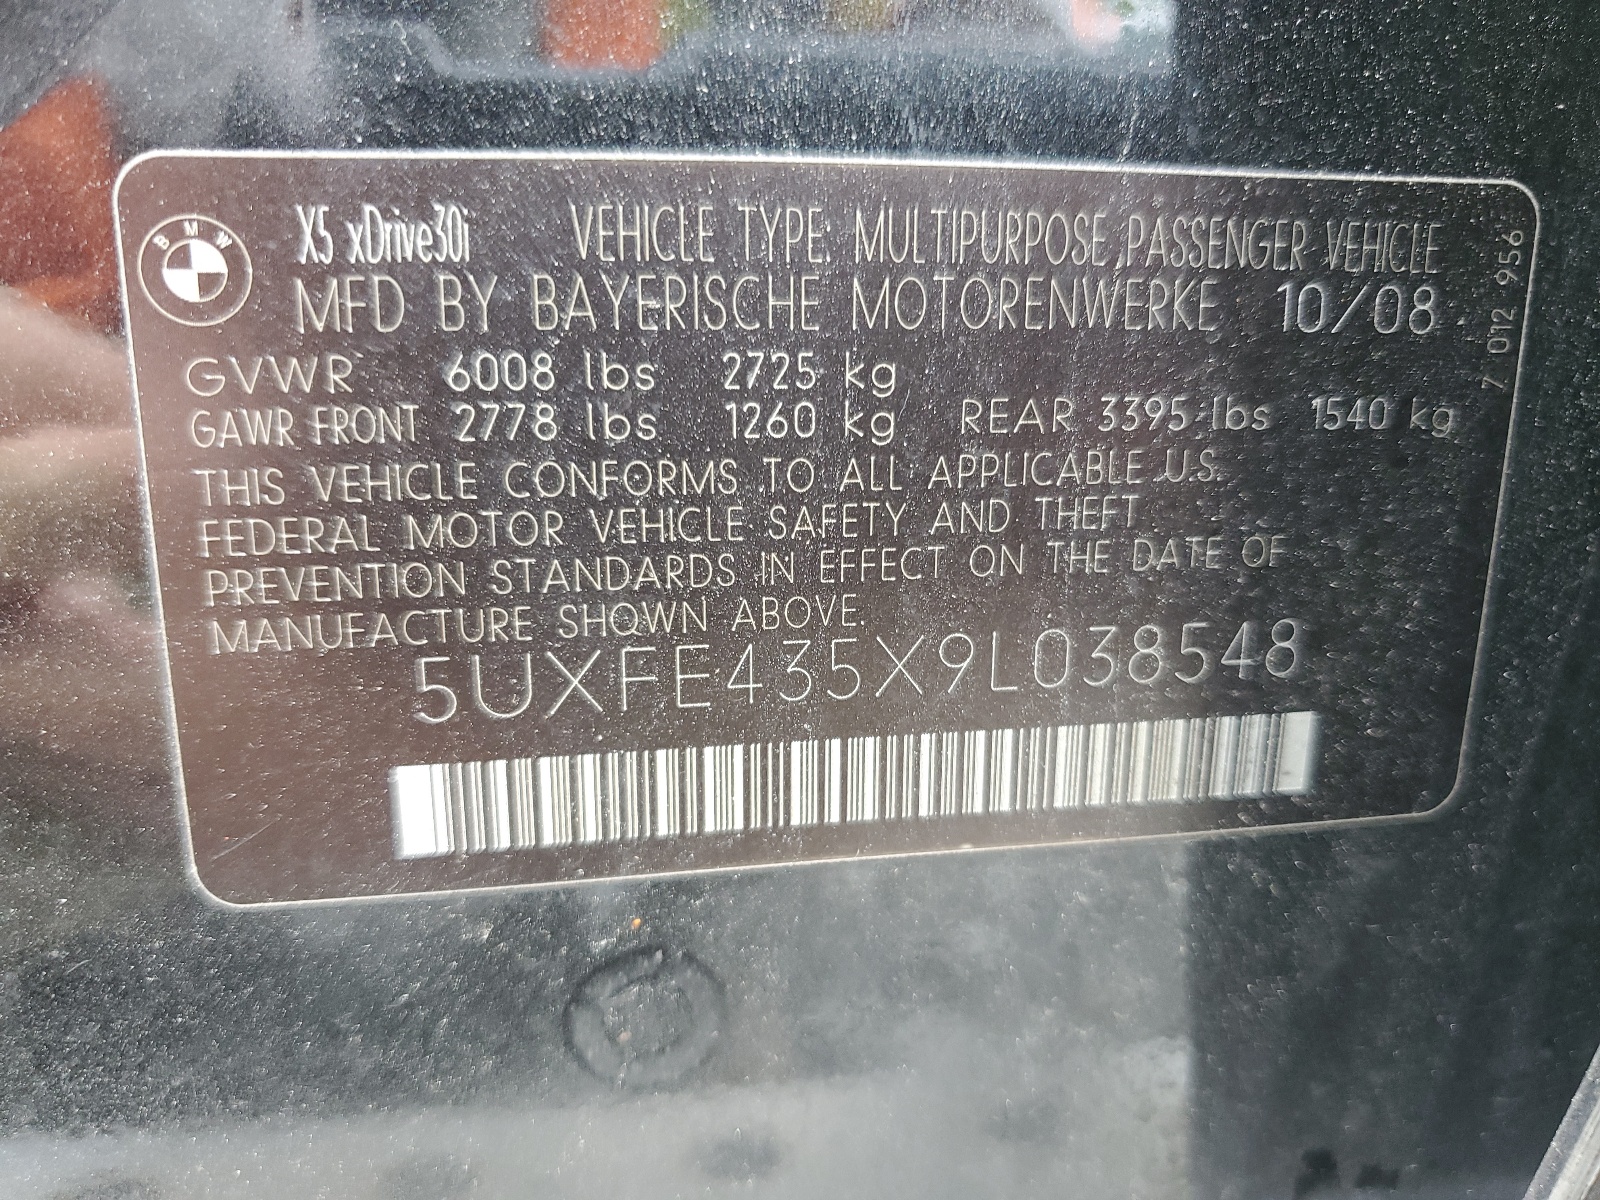 BMW
X5 xDrive30i VEHICLE TYPE: MULTIPURPOSE PASSENGER VEHICLE
MFD BY BAYERISCHE MOTORENWERKE 10/08
GVWR 6008 lbs 2725 kg
GAWR FRONT 2778 lbs 1260 kg REAR 3395 lbs 1540 kg
THIS VEHICLE CONFORMS TO ALL APPLICABLE U.S.
FEDERAL MOTOR VEHICLE SAFETY AND THEFT
PREVENTION STANDARDS IN EFFECT ON THE DATE OF
MANUFACTURE SHOWN ABOVE.
5UXFE435X9L038548
7 012 956